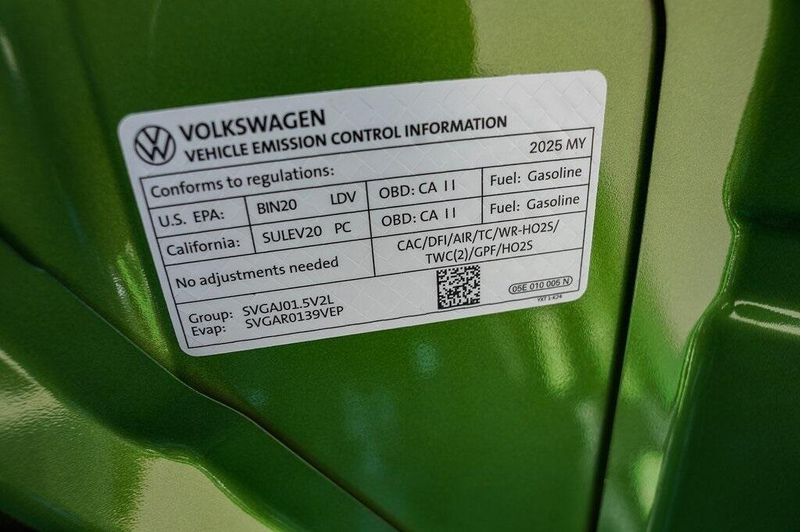 VOLKSWAGEN
VEHICLE EMISSION CONTROL INFORMATION
Conforms to regulations: 2025 MY
U.S. EPA: BIN20 LDV OBD: CA II Fuel: Gasoline
California: SULEV20 PC OBD: CA II Fuel: Gasoline
No adjustments needed CAC/DFI/AIR/TC/WR-HO2S/
TWC(2)/GPF/HO2S
Group: SVGAJ01.5V2L
Evap: SVGAR0139VEP
05E 010 005 N